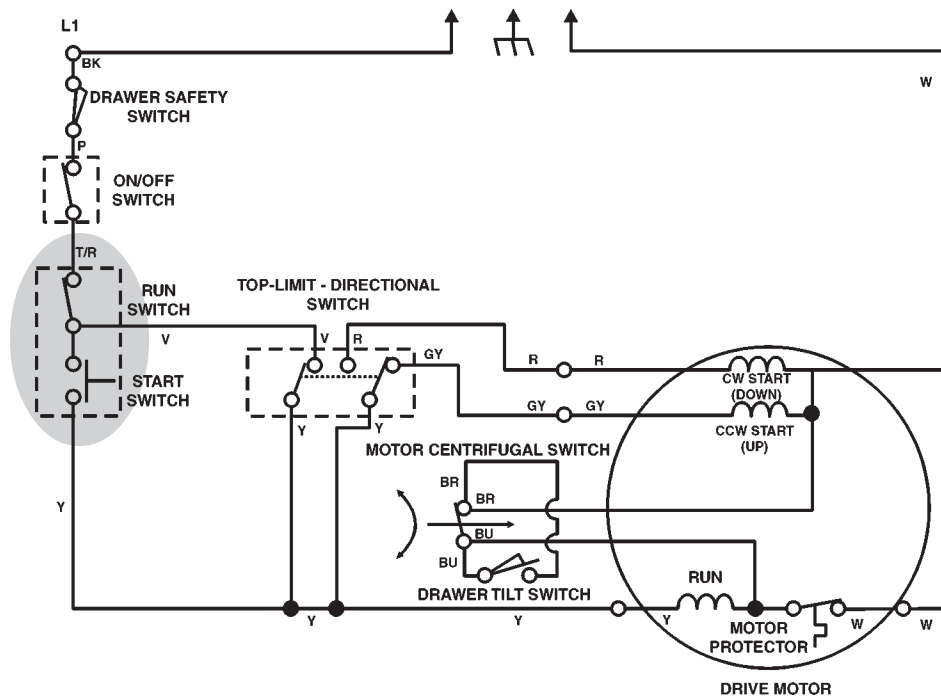 L1
BK
W
DRAWER SAFETY
SWITCH
P
ON/OFF
SWITCH
T/R
RUN
SWITCH
V
START
SWITCH
TOP-LIMIT - DIRECTIONAL
SWITCH
V
R
GY
R
R
GY
GY
CW START
(DOWN)
CCW START
(UP)
Y
Y
MOTOR CENTRIFUGAL SWITCH
BR
BR
BU
BU
DRAWER TILT SWITCH
Y
RUN
Y
Y
Y
MOTOR
PROTECTOR
W
W
DRIVE MOTOR